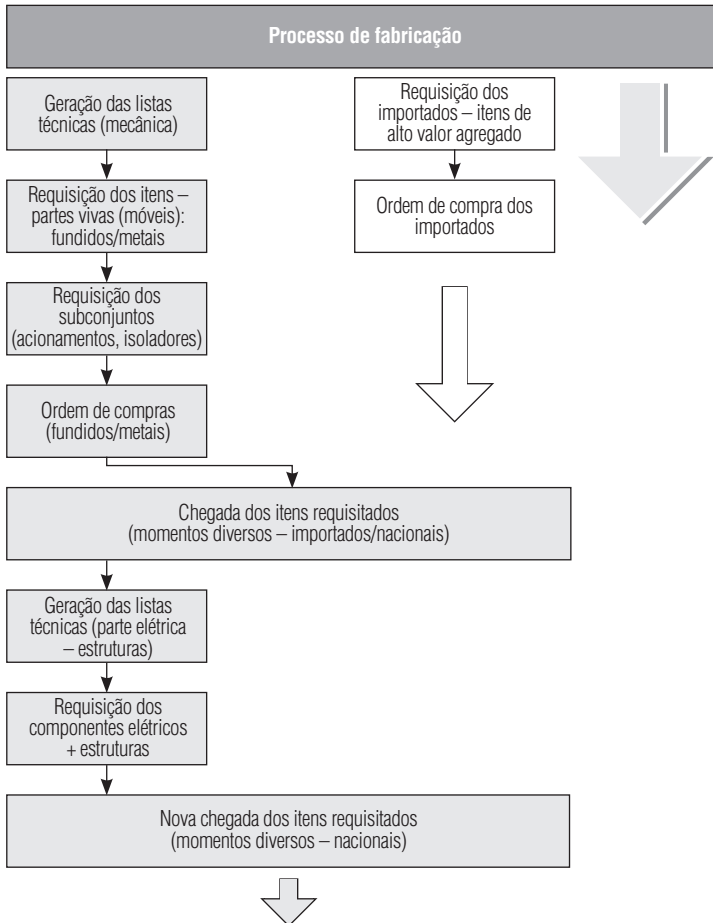 Processo de fabricação
Geração das listas
técnicas (mecânica)
Requisição dos
importados – itens de
alto valor agregado
Requisição dos itens –
partes vivas (móveis):
fundidos/metais
Ordem de compra dos
importados
Requisição dos
subconjuntos
(acionamentos, isoladores)
Ordem de compras
(fundidos/metais)
Chegada dos itens requisitados
(momentos diversos – importados/nacionais)
Geração das listas
técnicas (parte elétrica
– estruturas)
Requisição dos
componentes elétricos
+ estruturas
Nova chegada dos itens requisitados
(momentos diversos – nacionais)